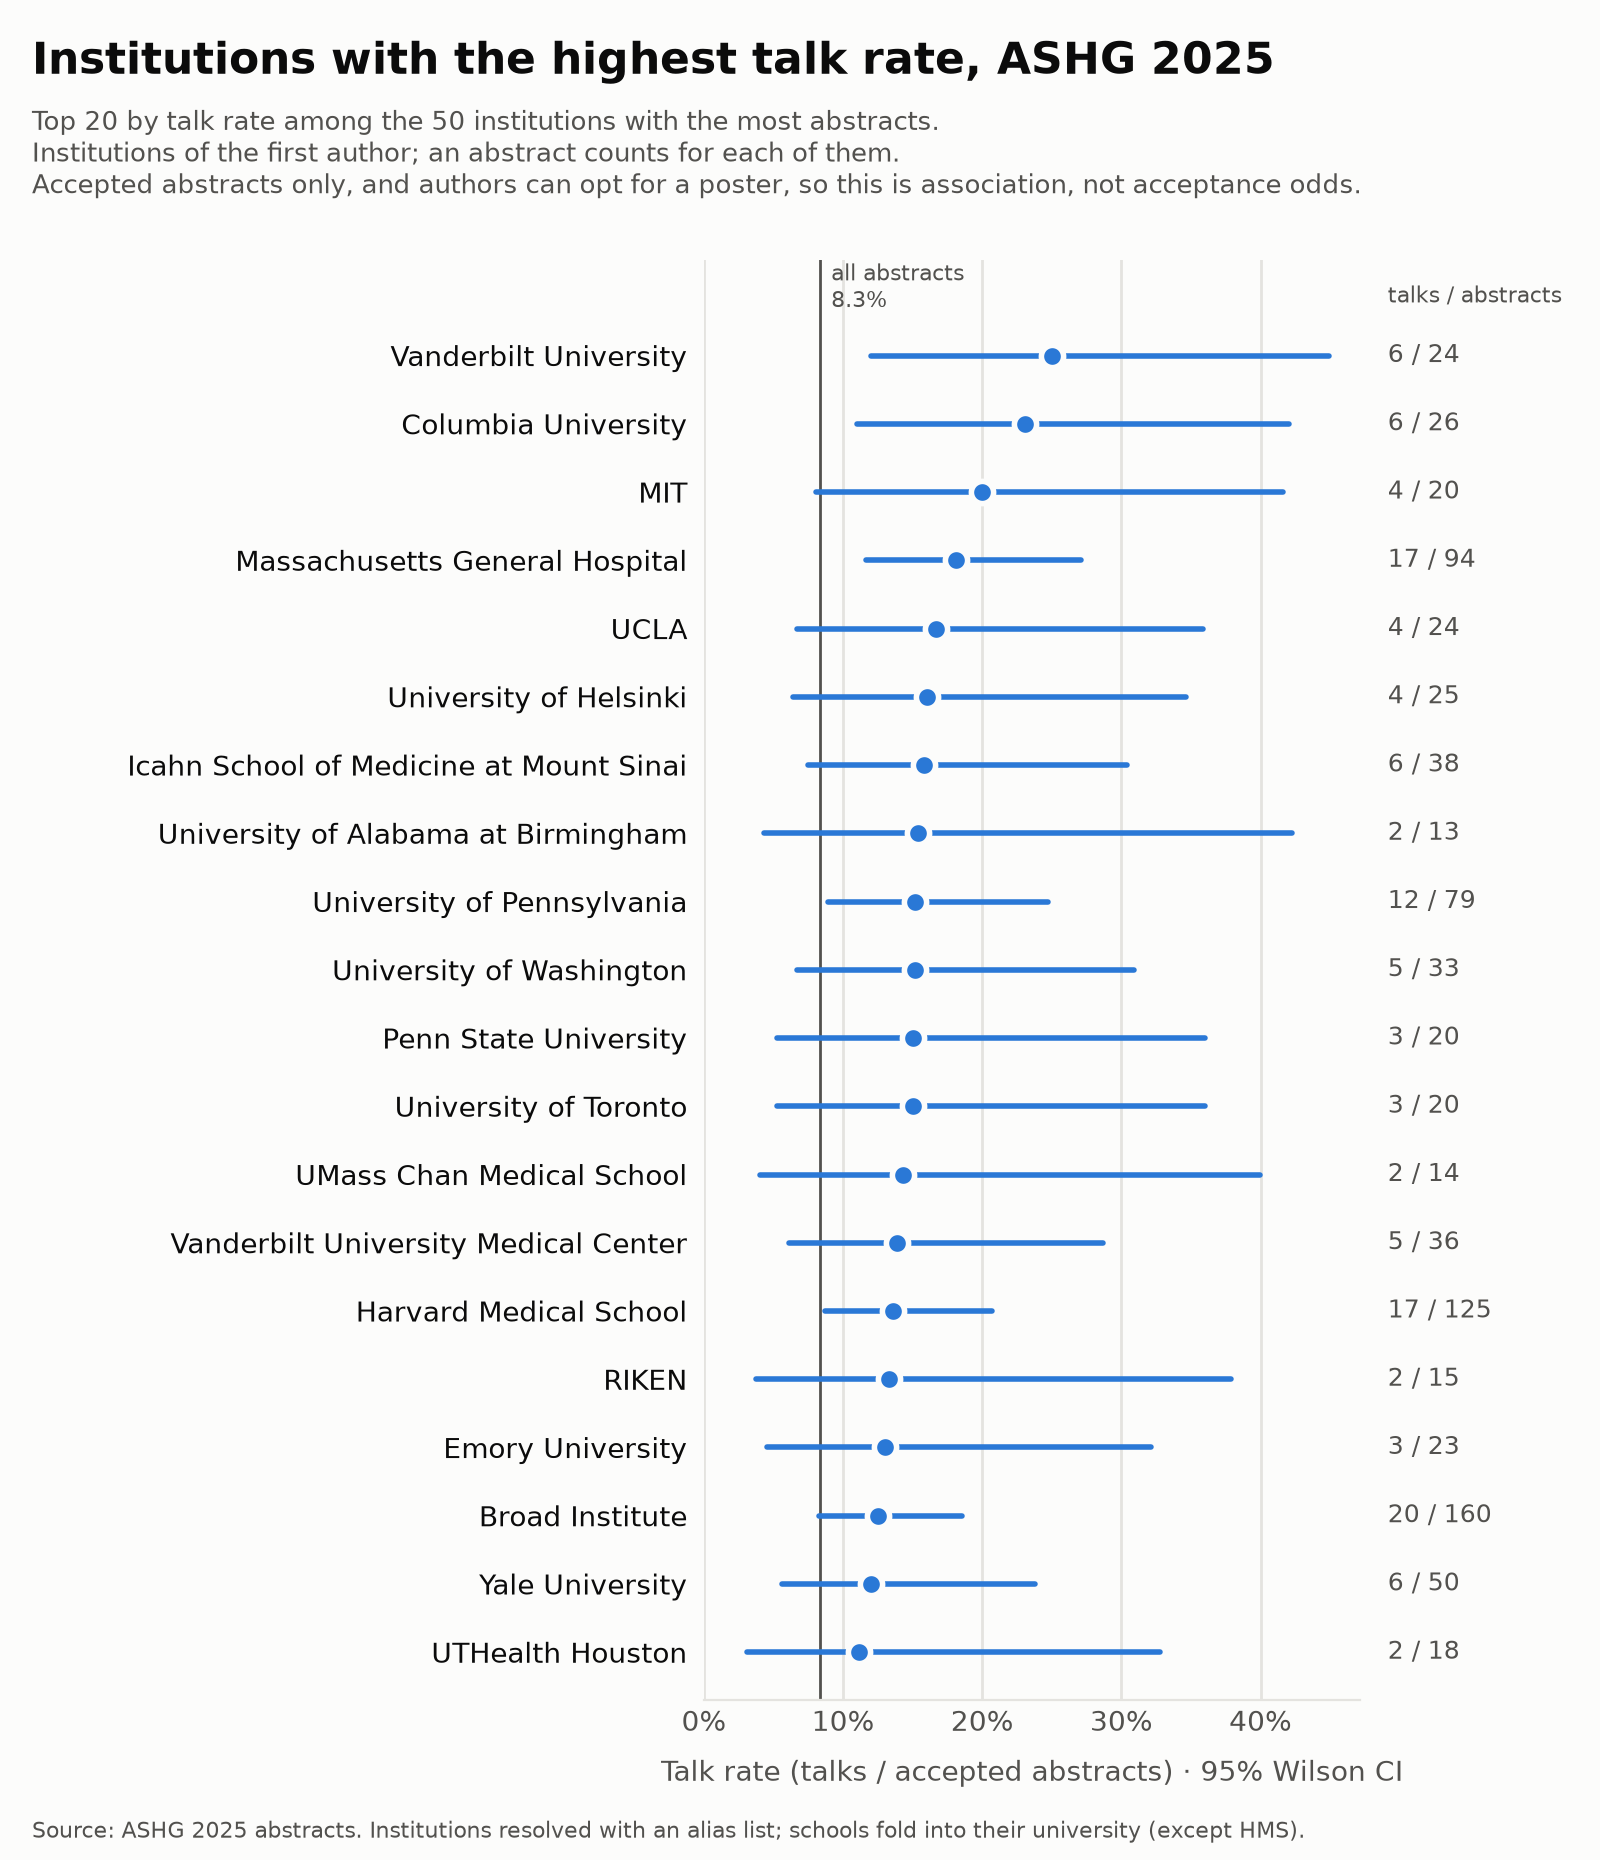 Institutions with the highest talk rate, ASHG 2025
Top 20 by talk rate among the 50 institutions with the most abstracts.
Institutions of the first author; an abstract counts for each of them.
Accepted abstracts only, and authors can opt for a poster, so this is association, not acceptance odds.
all abstracts
8.3%
talks / abstracts
Vanderbilt University 6 / 24
Columbia University 6 / 26
MIT 4 / 20
Massachusetts General Hospital 17 / 94
UCLA 4 / 24
University of Helsinki 4 / 25
Icahn School of Medicine at Mount Sinai 6 / 38
University of Alabama at Birmingham 2 / 13
University of Pennsylvania 12 / 79
University of Washington 5 / 33
Penn State University 3 / 20
University of Toronto 3 / 20
UMass Chan Medical School 2 / 14
Vanderbilt University Medical Center 5 / 36
Harvard Medical School 17 / 125
RIKEN 2 / 15
Emory University 3 / 23
Broad Institute 20 / 160
Yale University 6 / 50
UTHealth Houston 2 / 18
0% 10% 20% 30% 40%
Talk rate (talks / accepted abstracts) · 95% Wilson CI
Source: ASHG 2025 abstracts. Institutions resolved with an alias list; schools fold into their university (except HMS).